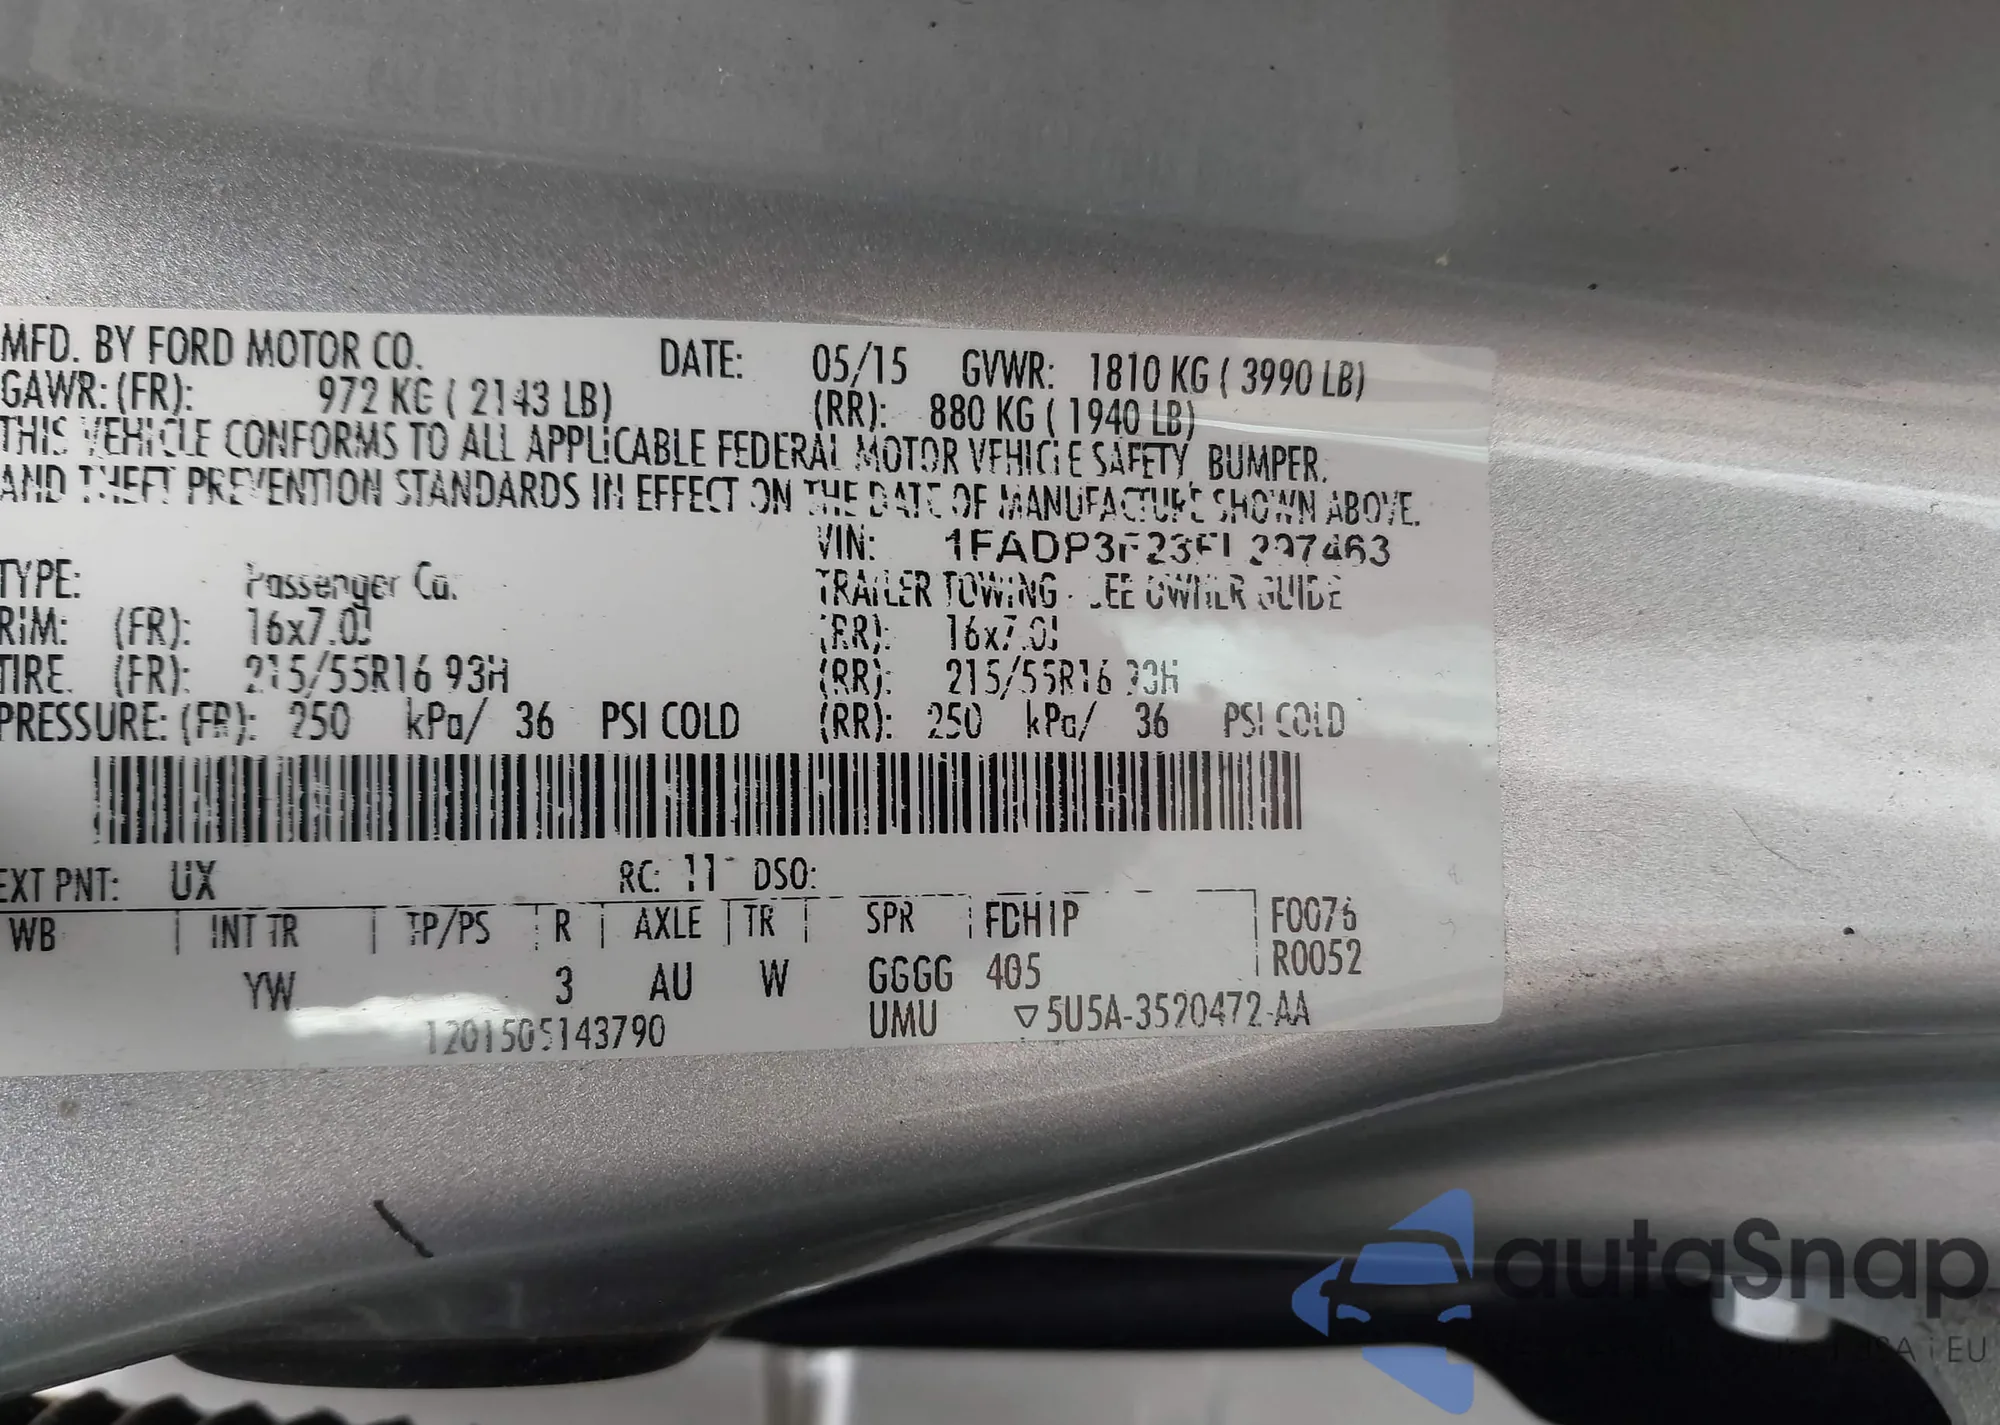 MFD. BY FORD MOTOR CO. DATE: 05/15 GVWR: 1810 KG ( 3990 LB)
GAWR: (FR): 972 KG ( 2143 LB) (RR): 880 KG ( 1940 LB)
THIS VEHICLE CONFORMS TO ALL APPLICABLE FEDERAL MOTOR VEHICLE SAFETY, BUMPER,
AND THEFT PREVENTION STANDARDS IN EFFECT ON THE DATE OF MANUFACTURE SHOWN ABOVE.
VIN:
TYPE: Passenger Car TRAILER TOWING - SEE OWNER GUIDE
RIM: (FR): 16x7.0J (RR): 16x7.0J
TIRE. (FR): 215/55R16 93H (RR): 215/55R16 93H
PRESSURE: (FR): 250 kPa/ 36 PSI COLD (RR): 250 kPa/ 36 PSI COLD
EXT PNT: UX RC: 11 DSO:
WB INT TR TP/PS R AXLE TR SPR FDHIP F0076
YW 3 AU W GGGG 405 R0052
1201505143790 UMU ▽5U5A-3520472-AA
autaSnap